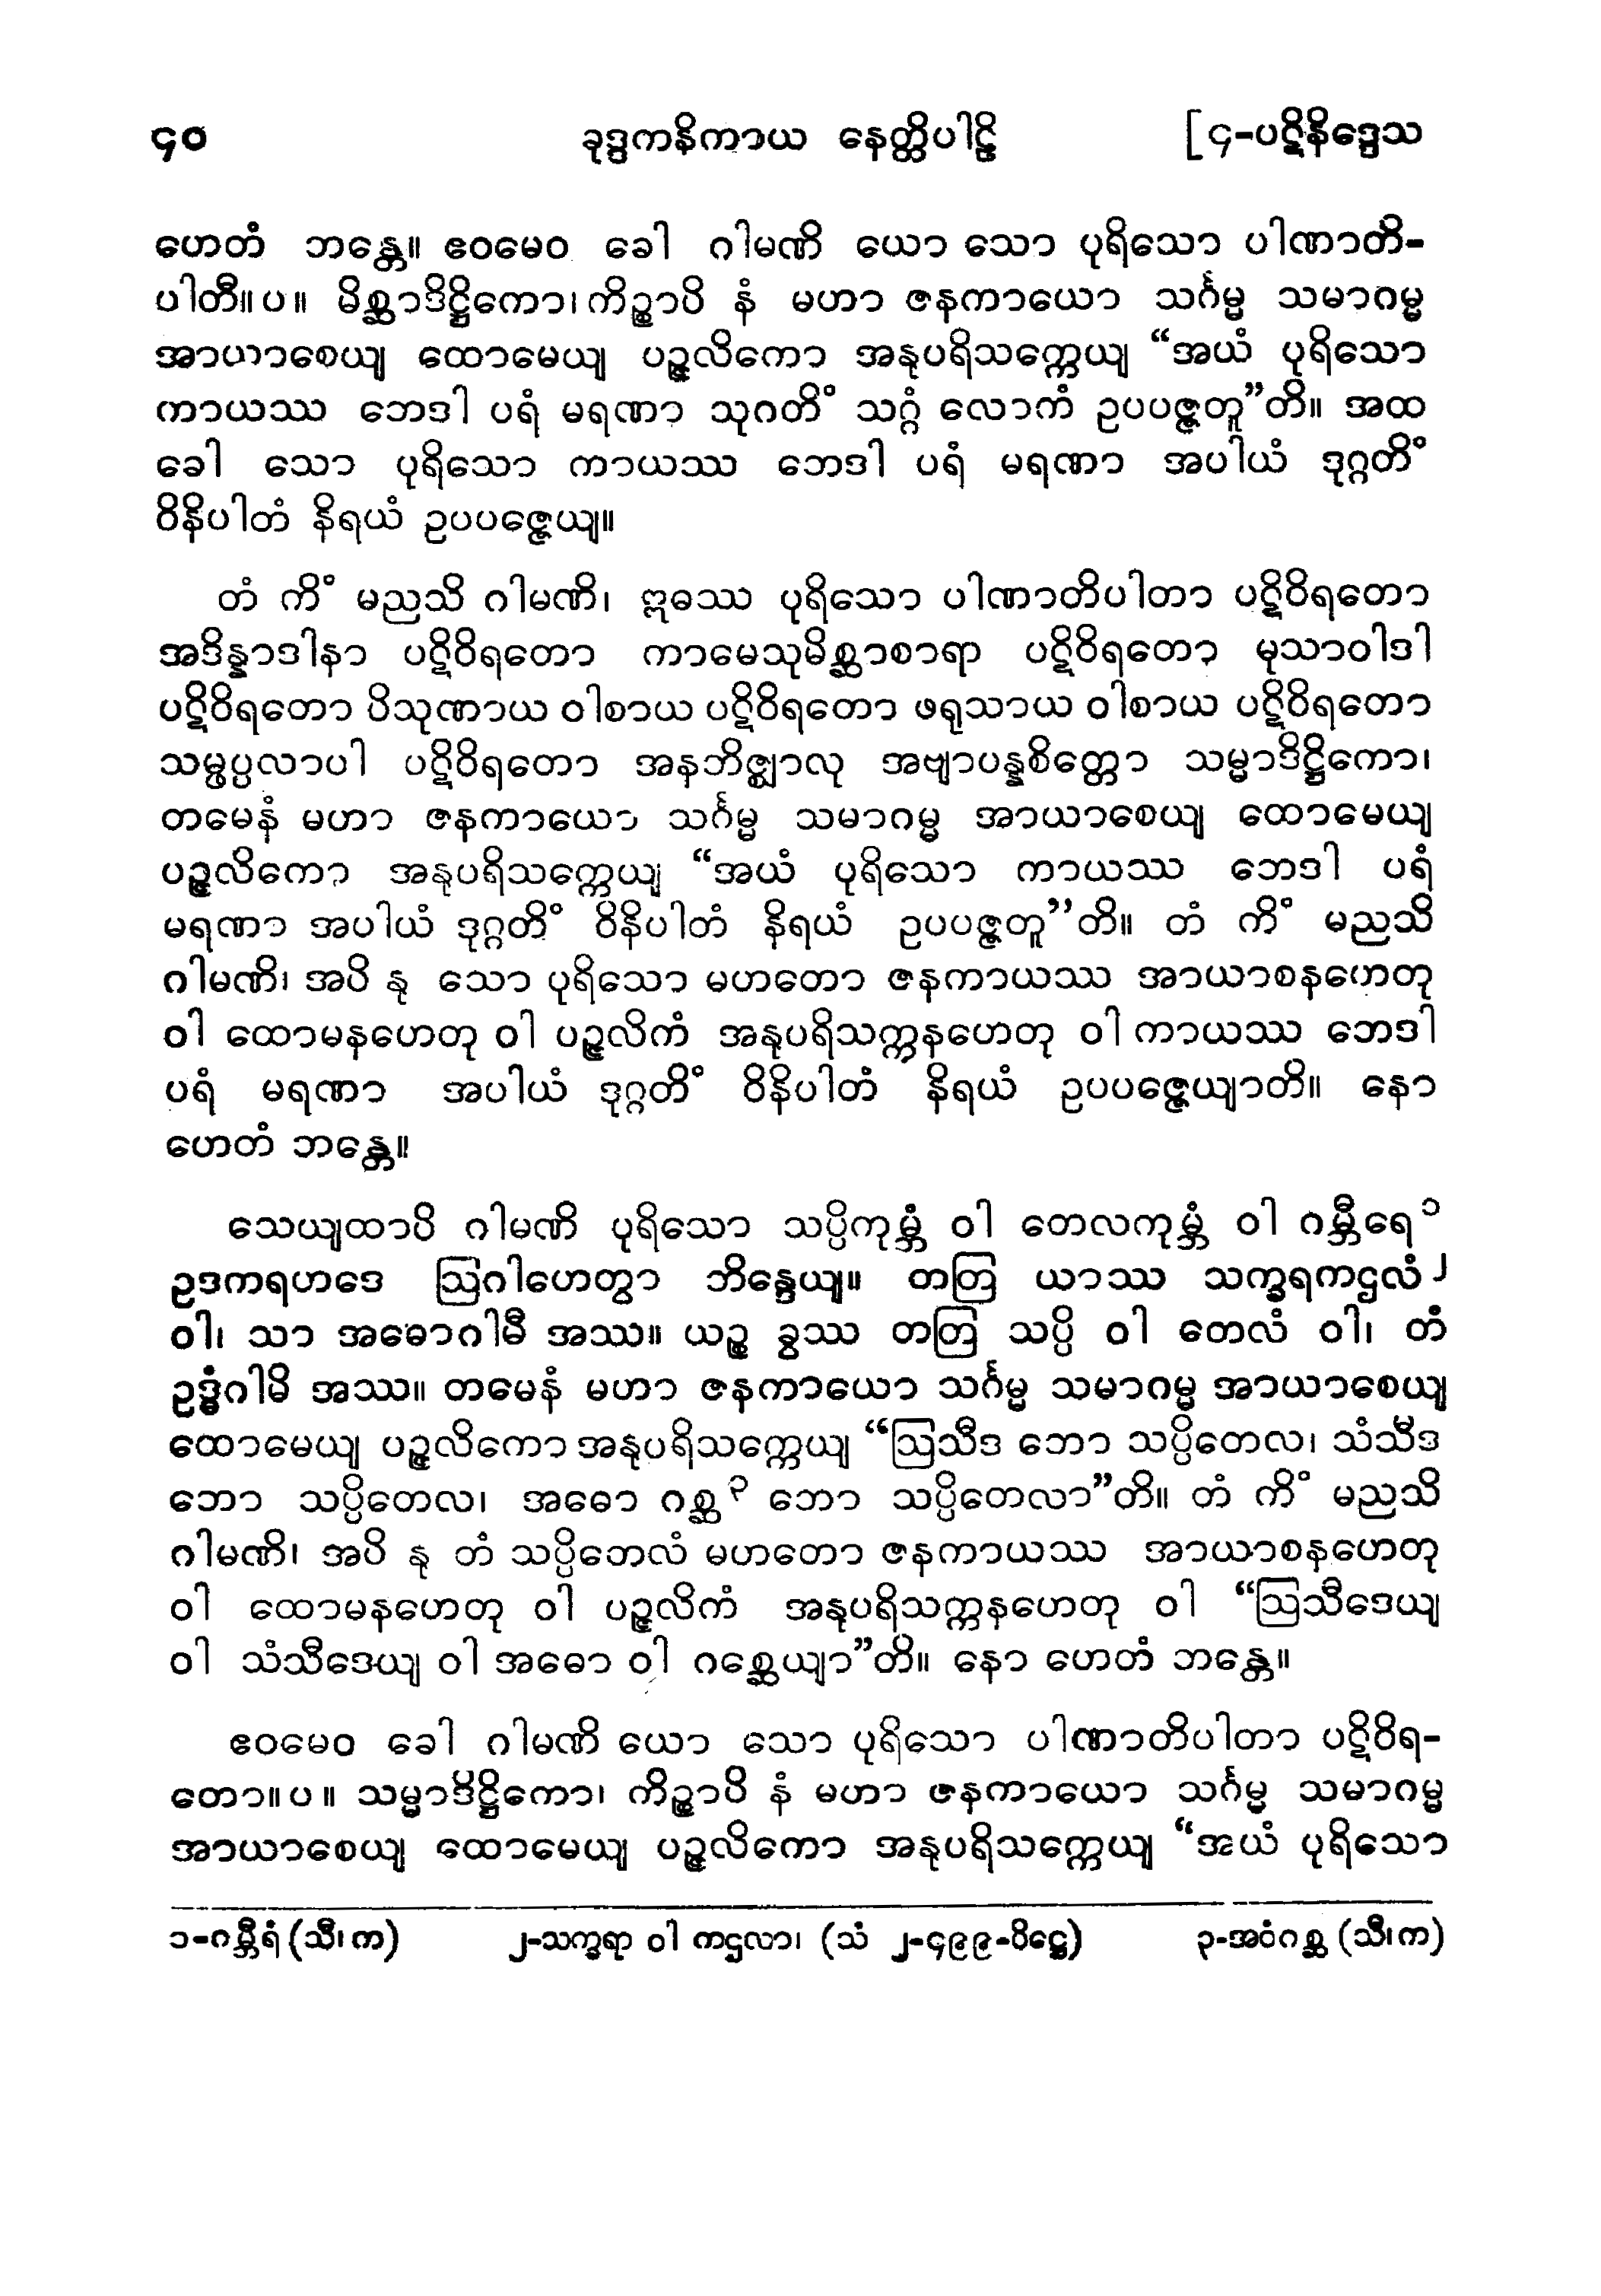 ၄၀ ခုဒ္ဒကနိကာယ နေတ္တိပါဠိ [၄-ပဋိနိဒ္ဒေသ
ဟေတံ ဘန္တေ။ ဧဝမေဝ ခေါ ဂါမဏိ ယော သော ပုရိသော ပါဏာတိ-
ပါတီ။ပ။ မိစ္ဆာဒိဋ္ဌိကော၊ ကိဉ္စာပိ နံ မဟာ ဇနကာယော သင်္ဂမ္မ သမာဂမ္မ
အာယာစေယျ ထောမေယျ ပဉ္ဇလိကော အနုပရိသက္ကေယျ “အယံ ပုရိသော
ကာယဿ ဘေဒါ ပရံ မရဏာ သုဂတိံ သဂ္ဂံ လောကံ ဥပပဇ္ဇတူ”တိ။ အထ
ခေါ သော ပုရိသော ကာယဿ ဘေဒါ ပရံ မရဏာ အပါယံ ဒုဂ္ဂတိံ
ဝိနိပါတံ နိရယံ ဥပပဇ္ဇေယျ။
တံ ကိံ မညသိ ဂါမဏိ၊ ဣဓဿ ပုရိသော ပါဏာတိပါတာ ပဋိဝိရတော
အဒိန္နာဒါနာ ပဋိဝိရတော ကာမေသုမိစ္ဆာစာရာ ပဋိဝိရတော မုသာဝါဒါ
ပဋိဝိရတော ပိသုဏာယ ဝါစာယ ပဋိဝိရတော ဖရုသာယ ဝါစာယ ပဋိဝိရတော
သမ္ဖပ္ပလာပါ ပဋိဝိရတော အနဘိဇ္ဈာလု အဗျာပန္နစိတ္တော သမ္မာဒိဋ္ဌိကော၊
တမေနံ မဟာ ဇနကာယော သင်္ဂမ္မ သမာဂမ္မ အာယာစေယျ ထောမေယျ
ပဉ္ဇလိကော အနုပရိသက္ကေယျ “အယံ ပုရိသော ကာယဿ ဘေဒါ ပရံ
မရဏာ အပါယံ ဒုဂ္ဂတိံ ဝိနိပါတံ နိရယံ ဥပပဇ္ဇတူ”တိ။ တံ ကိံ မညသိ
ဂါမဏိ၊ အပိ နု သော ပုရိသော မဟတော ဇနကာယဿ အာယာစနဟေတု
ဝါ ထောမနဟေတု ဝါ ပဉ္ဇလိကံ အနုပရိသက္ကနဟေတု ဝါ ကာယဿ ဘေဒါ
ပရံ မရဏာ အပါယံ ဒုဂ္ဂတိံ ဝိနိပါတံ နိရယံ ဥပပဇ္ဇေယျာတိ။ နော
ဟေတံ ဘန္တေ။
သေယျထာပိ ဂါမဏိ ပုရိသော သပ္ပိကုမ္ဘံ ဝါ တေလကုမ္ဘံ ဝါ ဂမ္ဘီရေ ၁
ဥဒကရဟဒေ ဩဂါဟေတွာ ဘိန္ဒေယျ။ တတြ ယာဿ သက္ခရကဌလံ ၂
ဝါ၊ သာ အဓောဂါမီ အဿ။ ယဉ္စ ခွဿ တတြ သပ္ပိ ဝါ တေလံ ဝါ၊ တံ
ဥဒ္ဓံဂါမိ အဿ။ တမေနံ မဟာ ဇနကာယော သင်္ဂမ္မ သမာဂမ္မ အာယာစေယျ
ထောမေယျ ပဉ္ဇလိကော အနုပရိသက္ကေယျ “ဩသီဒ ဘော သပ္ပိတေလ၊ သံသီဒ
ဘော သပ္ပိတေလ၊ အဓော ဂစ္ဆ ၃ ဘော သပ္ပိတေလာ”တိ။ တံ ကိံ မညသိ
ဂါမဏိ၊ အပိ နု တံ သပ္ပိတေလံ မဟတော ဇနကာယဿ အာယာစနဟေတု
ဝါ ထောမနဟေတု ဝါ ပဉ္ဇလိကံ အနုပရိသက္ကနဟေတု ဝါ “ဩသီဒေယျ
ဝါ သံသီဒေယျ ဝါ အဓော ဝါ ဂစ္ဆေယျာ”တိ။ နော ဟေတံ ဘန္တေ။
ဧဝမေဝ ခေါ ဂါမဏိ ယော သော ပုရိသော ပါဏာတိပါတာ ပဋိဝိရ-
တော။ပ။ သမ္မာဒိဋ္ဌိကော၊ ကိဉ္စာပိ နံ မဟာ ဇနကာယော သင်္ဂမ္မ သမာဂမ္မ
အာယာစေယျ ထောမေယျ ပဉ္ဇလိကော အနုပရိသက္ကေယျ “အယံ ပုရိသော
၁-ဂမ္ဘီရံ (သီ၊ က) ၂-သက္ခရာ ဝါ ကဌလာ၊ (သံ ၂-၄၉၉-ပိဋ္ဌေ) ၃-အဝံဂစ္ဆ (သီ၊ က)